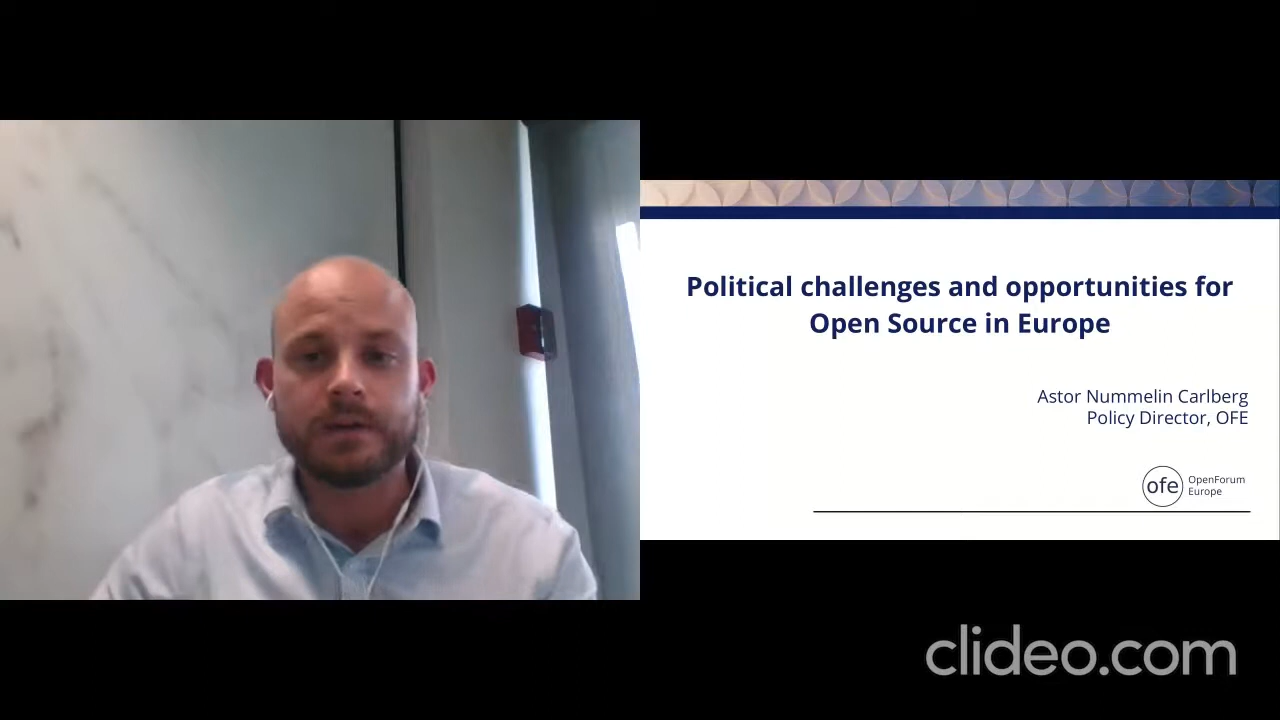 Political challenges and opportunities for
Open Source in Europe
Astor Nummelin Carlberg
Policy Director, OFE
ofe
OpenForum
Europe
clideo.com